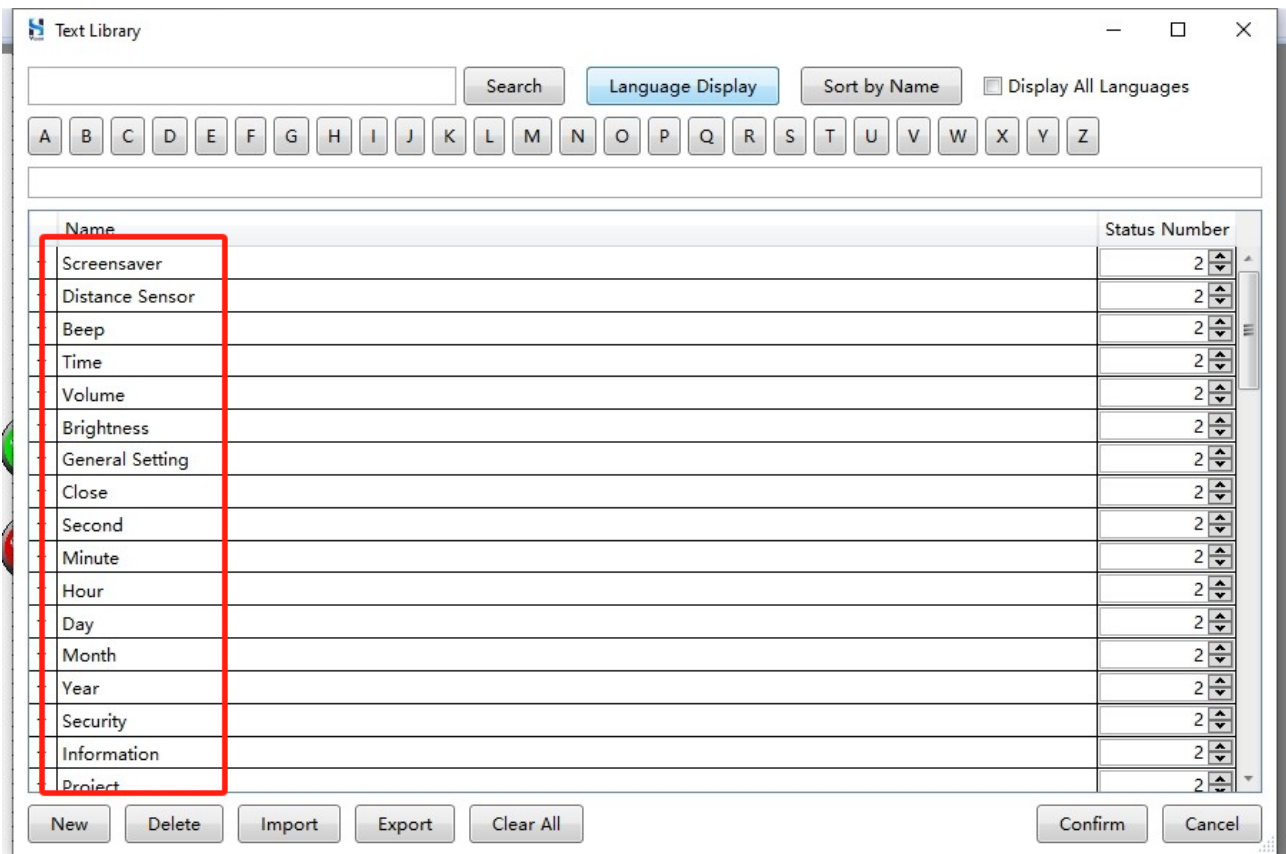 Text Library
Search Language Display Sort by Name Display All Languages
A B C D E F G H I J K L M N O P Q R S T U V W X Y Z
Name Status Number
Screensaver 2
Distance Sensor 2
Beep 2
Time 2
Volume 2
Brightness 2
General Setting 2
Close 2
Second 2
Minute 2
Hour 2
Day 2
Month 2
Year 2
Security 2
Information 2
Project 2
New Delete Import Export Clear All Confirm Cancel